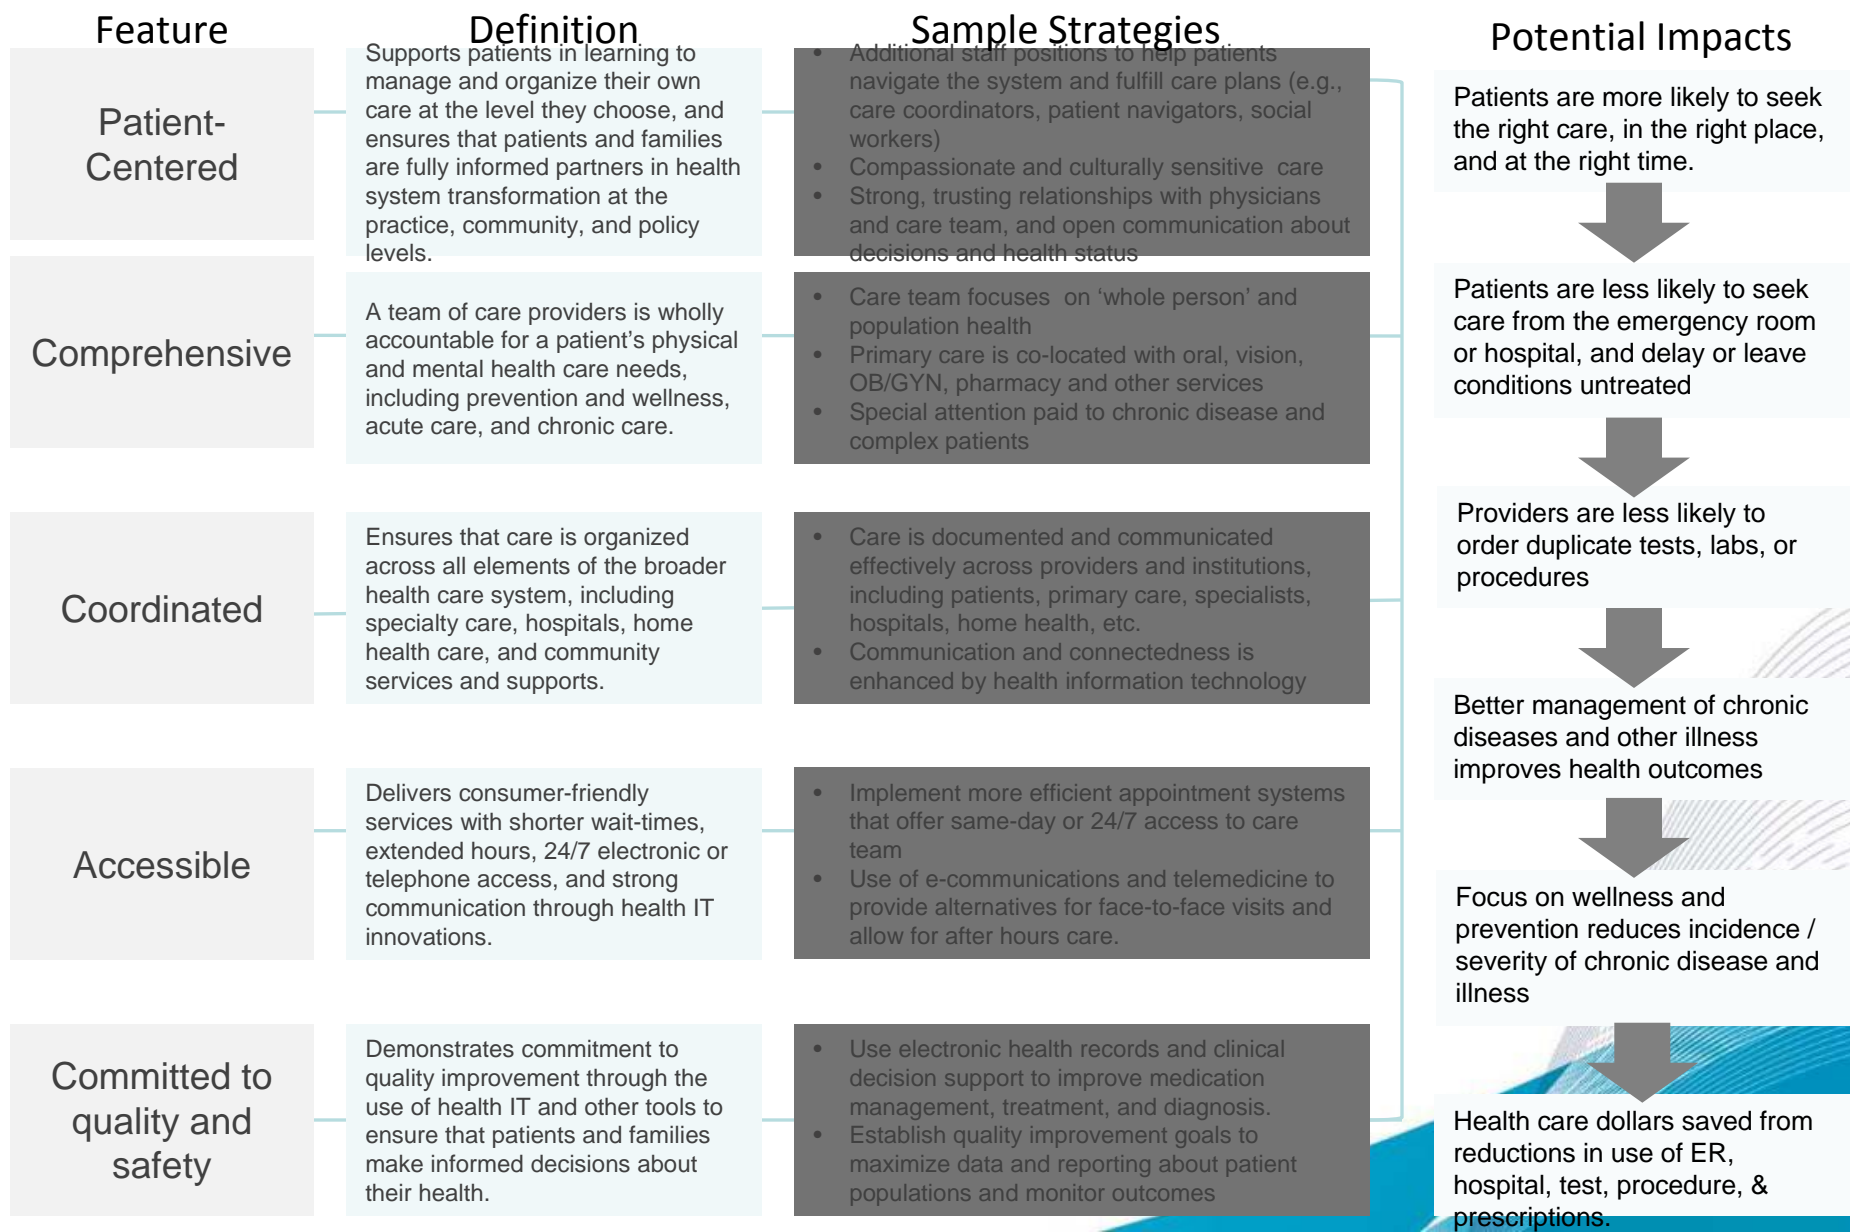 Feature
Definition
Sample Strategies
Potential Impacts
Patient-
Centered
Supports patients in learning to
manage and organize their own
care at the level they choose, and
ensures that patients and families
are fully informed partners in health
system transformation at the
practice, community, and policy
levels.
• Additional staff positions to help patients
navigate the system and fulfill care plans (e.g.,
care coordinators, patient navigators, social
workers)
• Compassionate and culturally sensitive care
• Strong, trusting relationships with physicians
and care team, and open communication about
decisions and health status
Comprehensive
A team of care providers is wholly
accountable for a patient’s physical
and mental health care needs,
including prevention and wellness,
acute care, and chronic care.
• Care team focuses on ‘whole person’ and
population health
• Primary care is co-located with oral, vision,
OB/GYN, pharmacy and other services
• Special attention paid to chronic disease and
complex patients
Coordinated
Ensures that care is organized
across all elements of the broader
health care system, including
specialty care, hospitals, home
health care, and community
services and supports.
• Care is documented and communicated
effectively across providers and institutions,
including patients, primary care, specialists,
hospitals, home health, etc.
• Communication and connectedness is
enhanced by health information technology
Accessible
Delivers consumer-friendly
services with shorter wait-times,
extended hours, 24/7 electronic or
telephone access, and strong
communication through health IT
innovations.
• Implement more efficient appointment systems
that offer same-day or 24/7 access to care
team
• Use of e-communications and telemedicine to
provide alternatives for face-to-face visits and
allow for after hours care.
Committed to
quality and
safety
Demonstrates commitment to
quality improvement through the
use of health IT and other tools to
ensure that patients and families
make informed decisions about
their health.
• Use electronic health records and clinical
decision support to improve medication
management, treatment, and diagnosis.
• Establish quality improvement goals to
maximize data and reporting about patient
populations and monitor outcomes
Patients are more likely to seek
the right care, in the right place,
and at the right time.
Patients are less likely to seek
care from the emergency room
or hospital, and delay or leave
conditions untreated
Providers are less likely to
order duplicate tests, labs, or
procedures
Better management of chronic
diseases and other illness
improves health outcomes
Focus on wellness and
prevention reduces incidence /
severity of chronic disease and
illness
Health care dollars saved from
reductions in use of ER,
hospital, test, procedure, &
prescriptions.